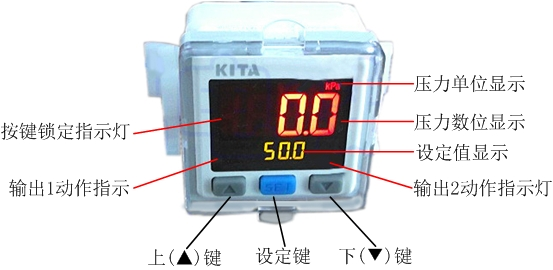 KITA
kPa
压力单位显示
0.0
压力数位显示
按键锁定指示灯
50.0
设定值显示
输出1动作指示
输出2动作指示灯
SET
上(▲)键
设定键
下(▼)键